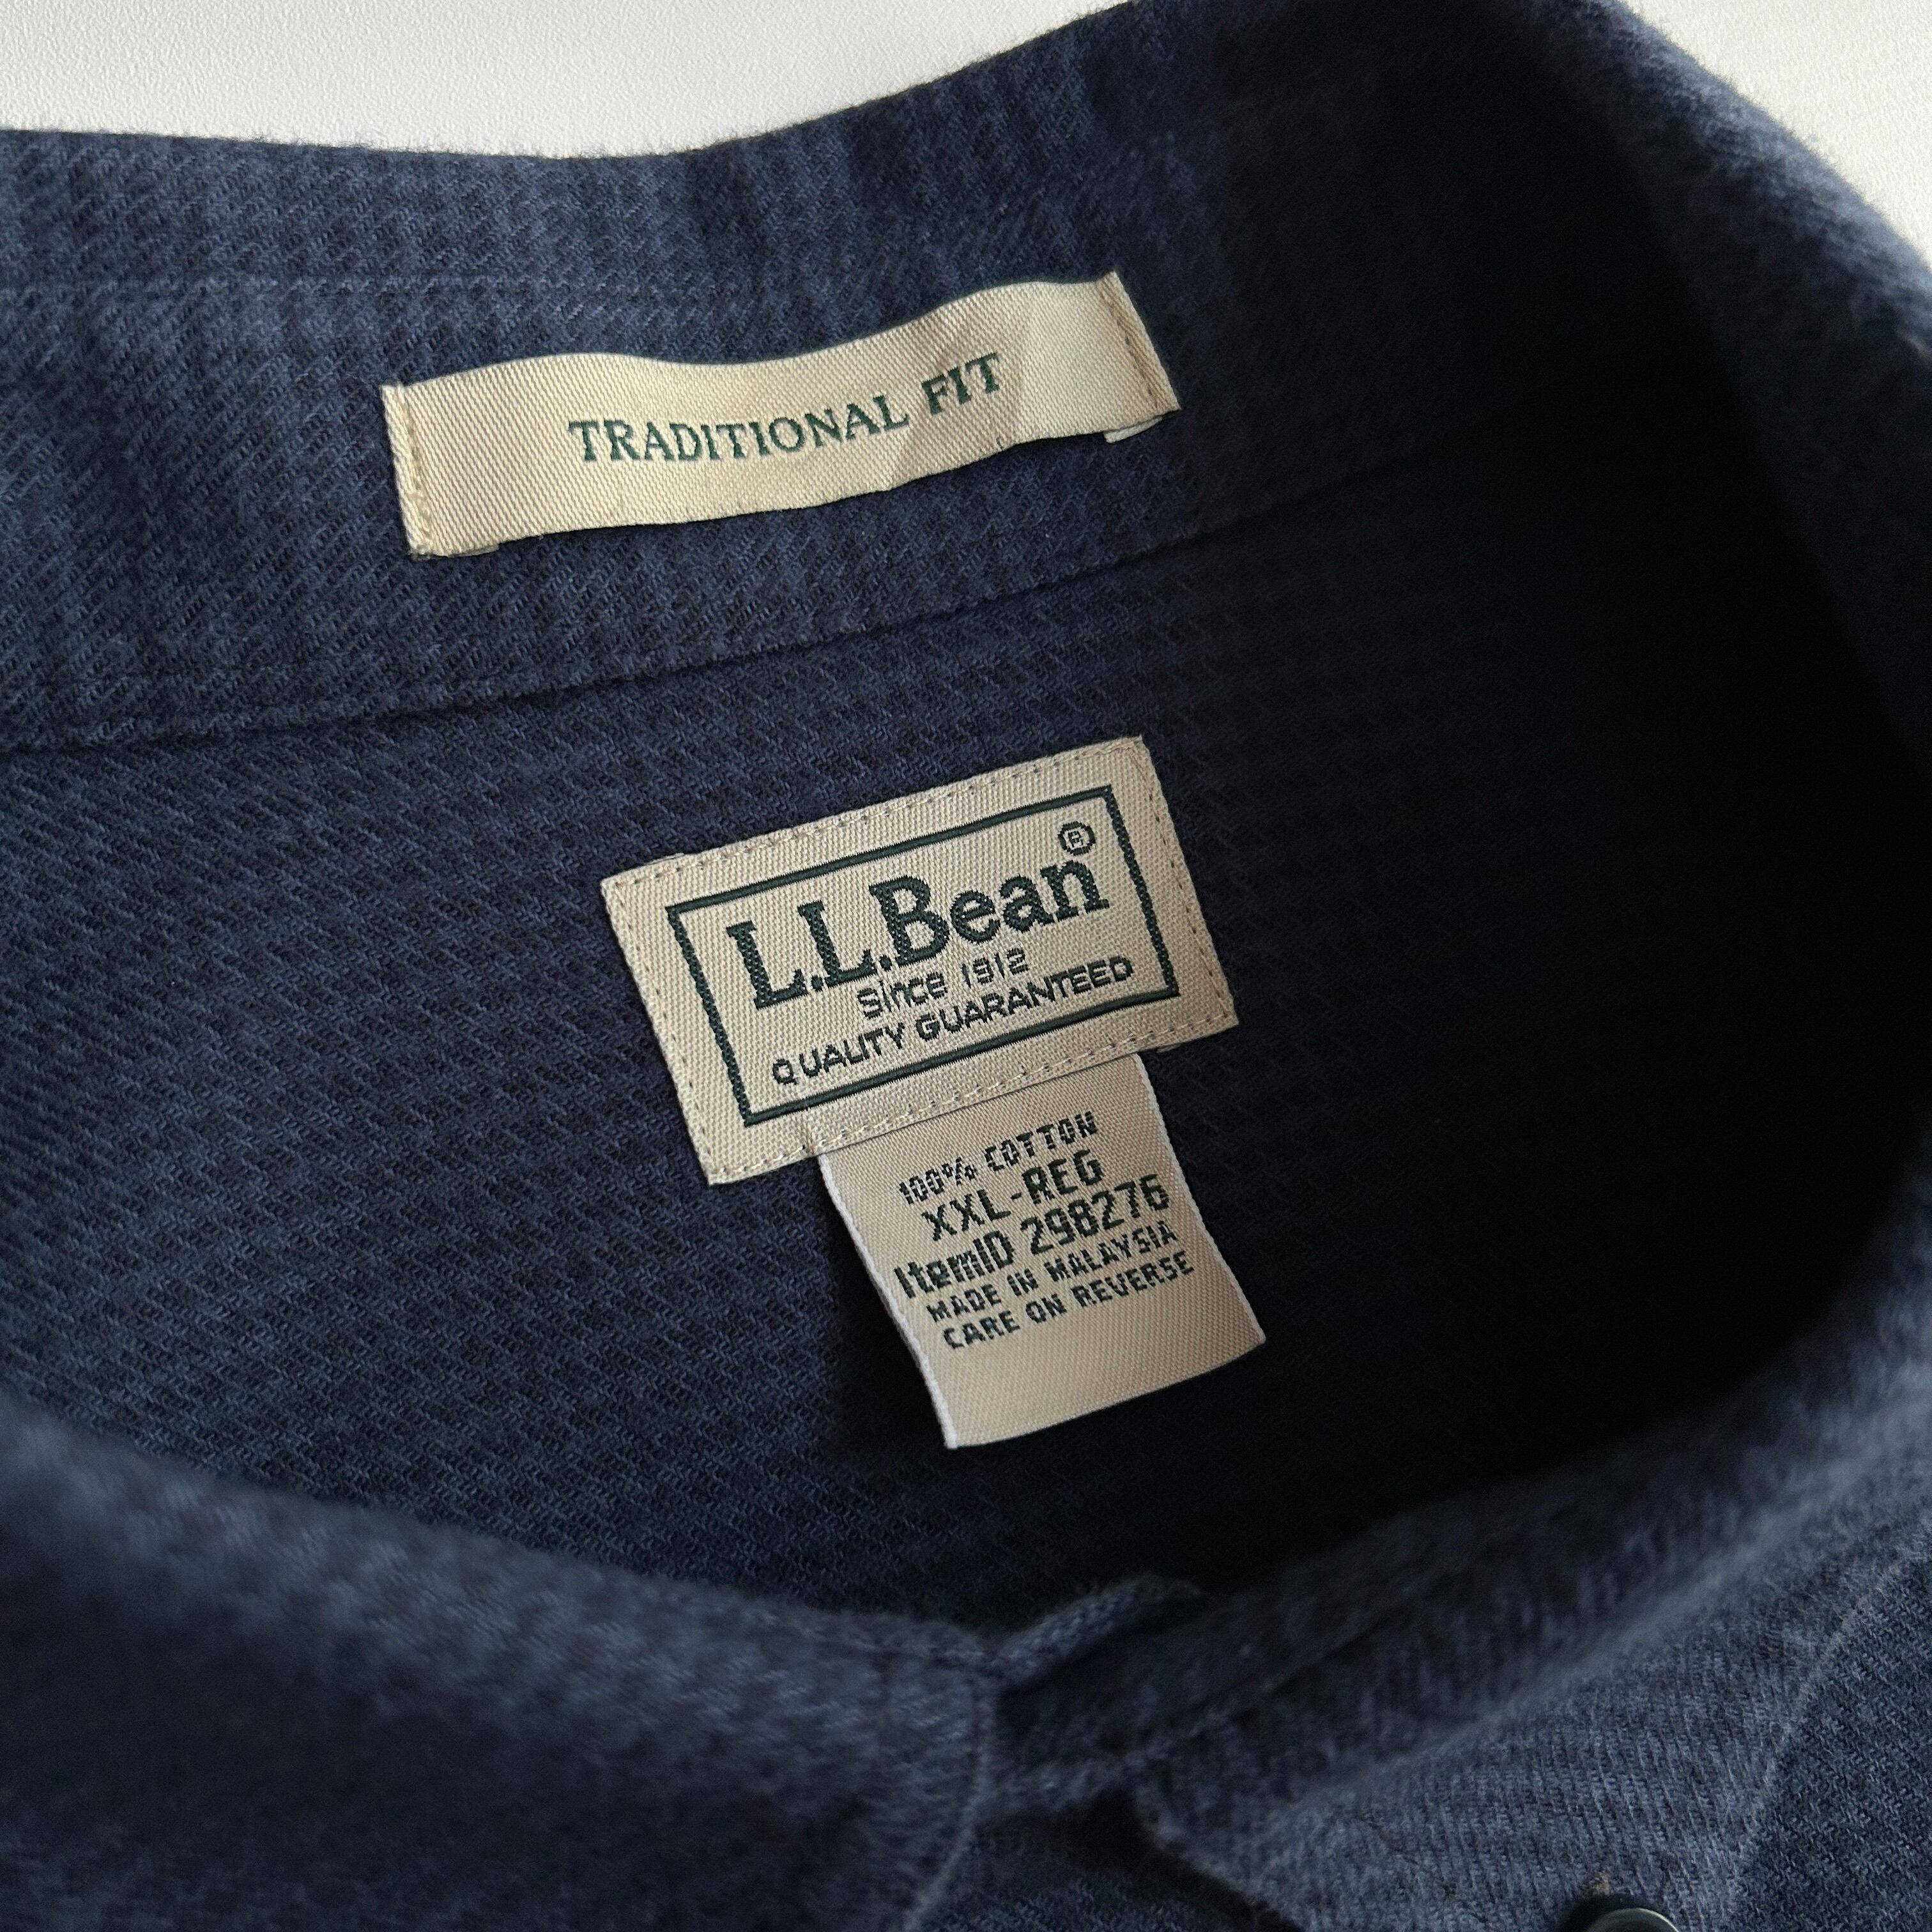 TRADITIONAL FIT
L.L.Bean®
Since 1912
QUALITY GUARANTEED
100% COTTON
XXL-REG
ItemID 298276
MADE IN MALAYSIA
CARE ON REVERSE